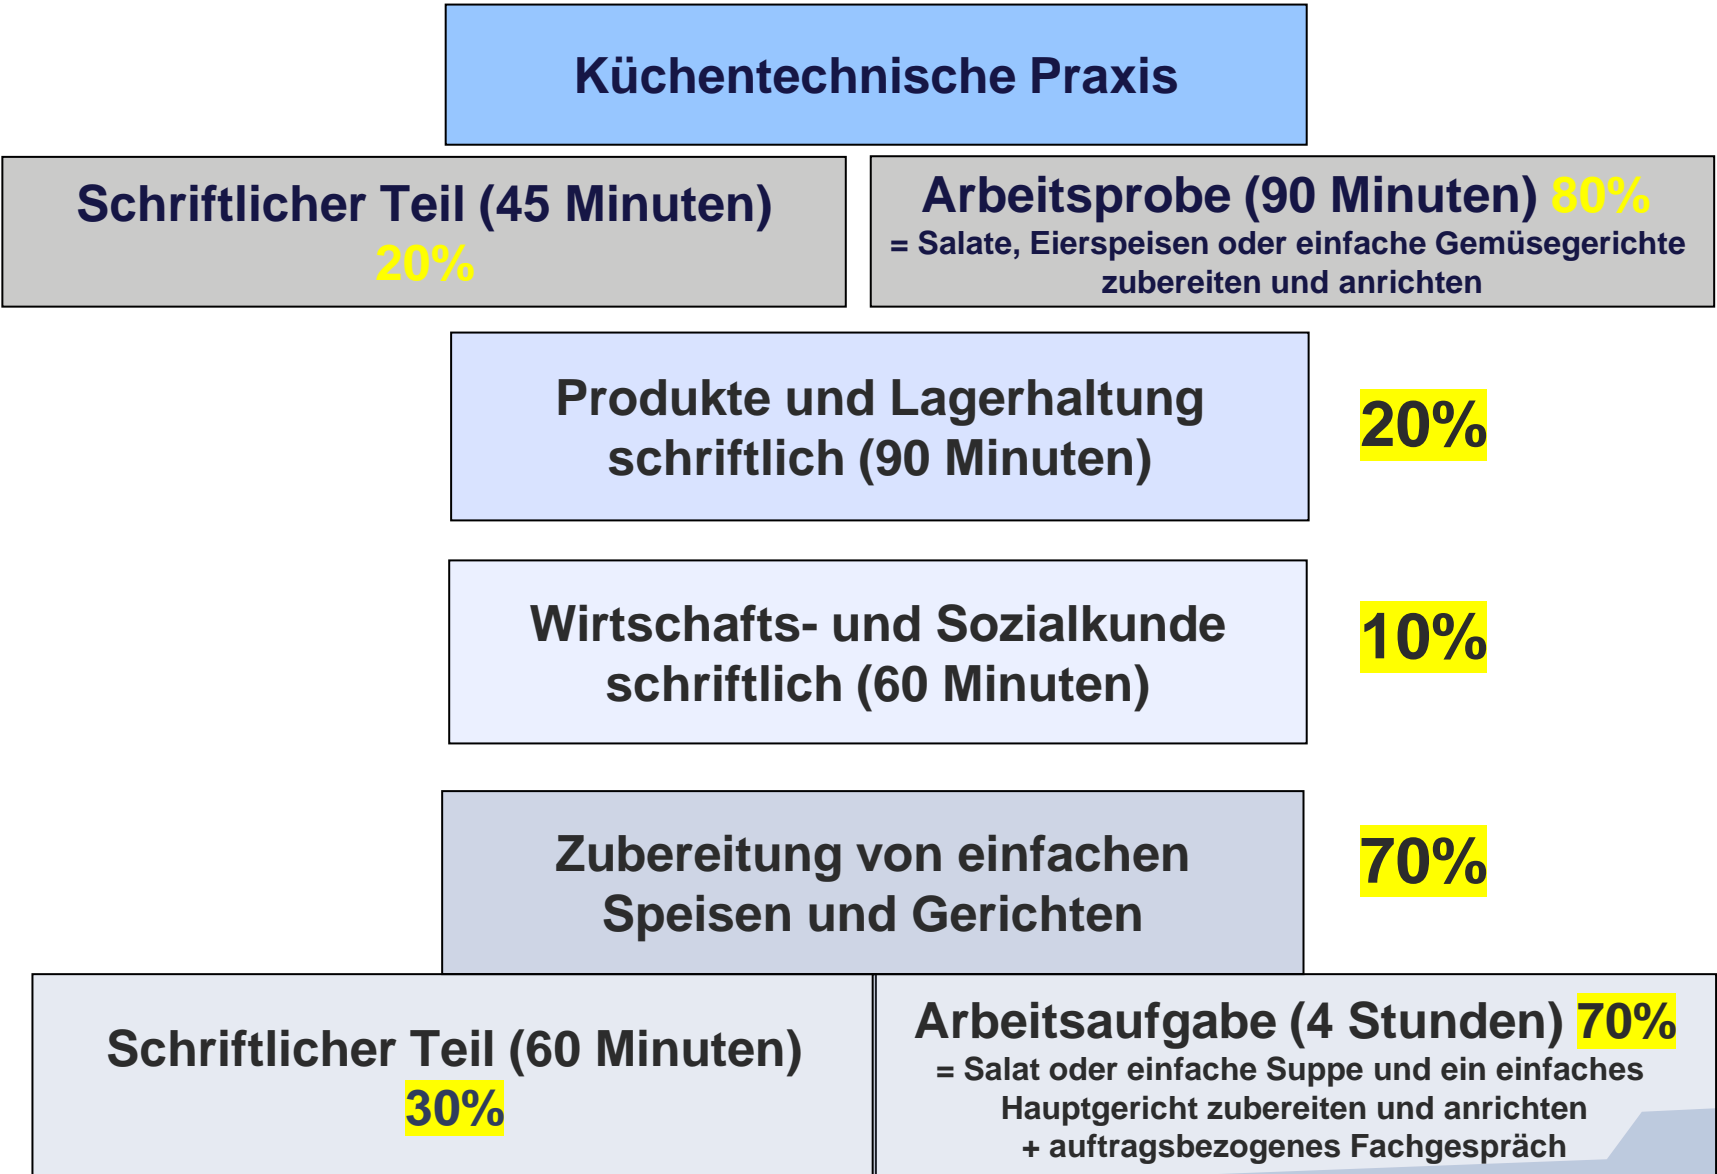 Küchentechnische Praxis
Schriftlicher Teil (45 Minuten)
20%
Arbeitsprobe (90 Minuten) 80%
= Salate, Eierspeisen oder einfache Gemüsegerichte
zubereiten und anrichten
Produkte und Lagerhaltung
schriftlich (90 Minuten)
20%
Wirtschafts- und Sozialkunde
schriftlich (60 Minuten)
10%
Zubereitung von einfachen
Speisen und Gerichten
70%
Schriftlicher Teil (60 Minuten)
30%
Arbeitsaufgabe (4 Stunden) 70%
= Salat oder einfache Suppe und ein einfaches
Hauptgericht zubereiten und anrichten
+ auftragsbezogenes Fachgespräch